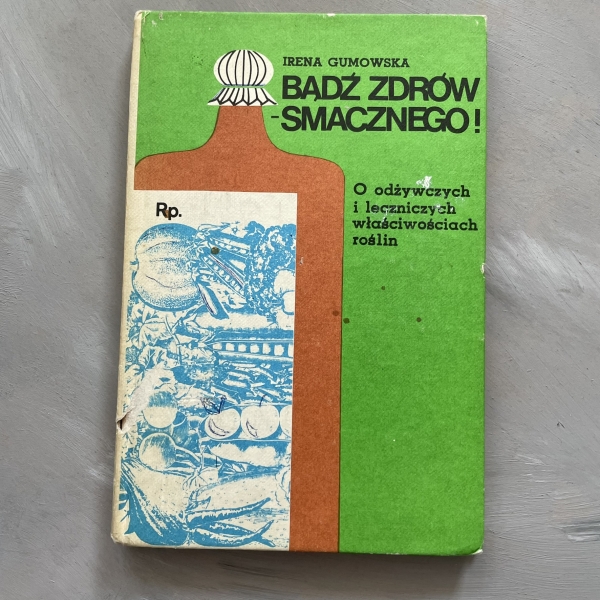 IRENA GUMOWSKA
BĄDŹ ZDRÓW
-SMACZNEGO!
O odżywczych
i leczniczych
właściwościach
roślin
Rp.